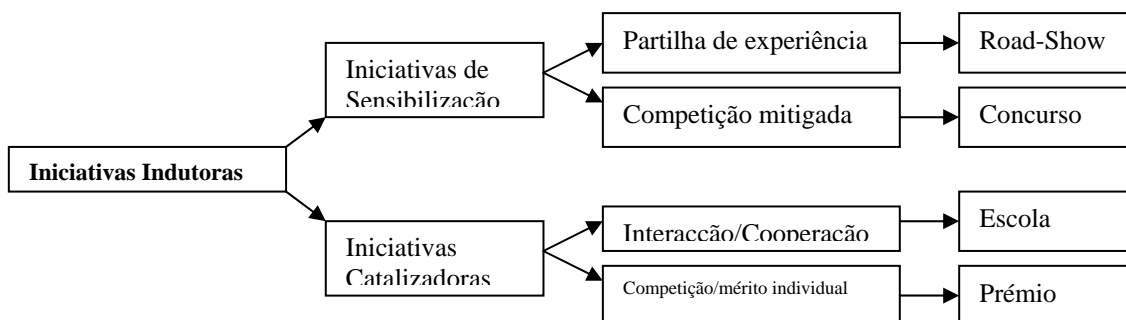 Partilha de experiência
Road-Show
Iniciativas de
Sensibilização
Competição mitigada
Concurso
Iniciativas Indutoras
Iniciativas
Catalizadoras
Interacção/Cooperação
Escola
Competição/mérito individual
Prémio